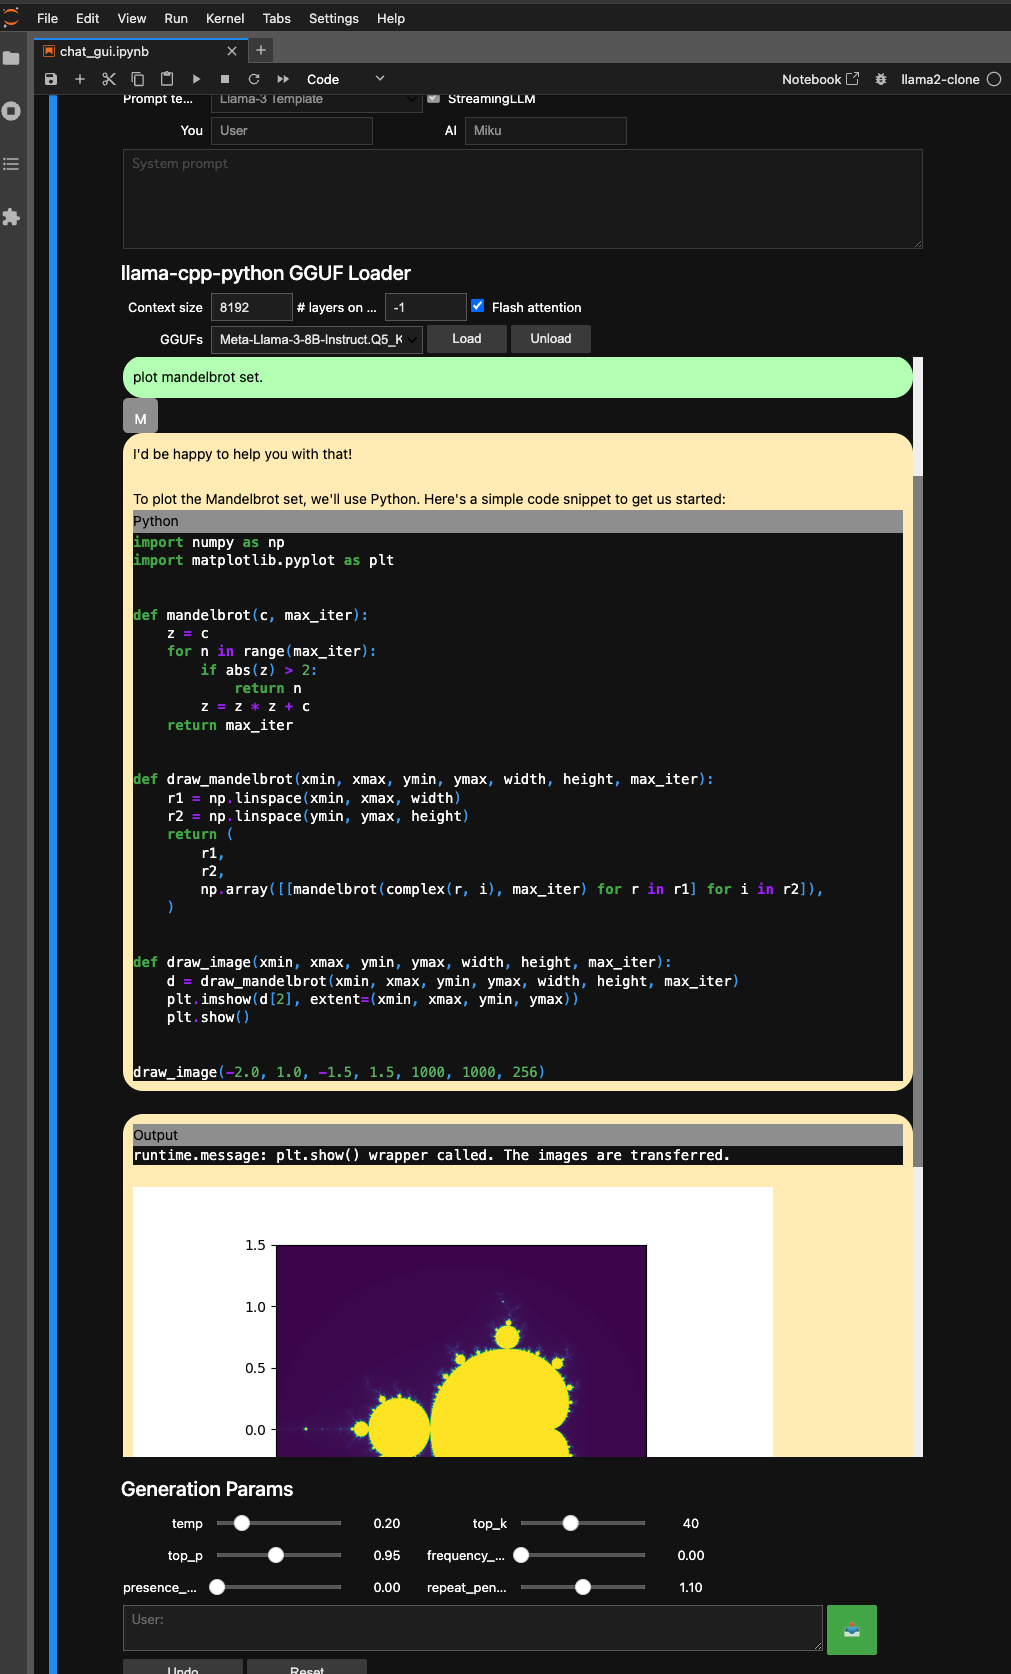 File Edit View Run Kernel Tabs Settings Help
chat_gui.ipynb
Code Notebook llama2-clone
Prompt te... Llama-3 Template StreamingLLM
You User AI Miku
System prompt
llama-cpp-python GGUF Loader
Context size 8192 # layers on ... -1 Flash attention
GGUFs Meta-Llama-3-8B-Instruct.Q5_K Load Unload
plot mandelbrot set.
M
I'd be happy to help you with that!
To plot the Mandelbrot set, we'll use Python. Here's a simple code snippet to get us started:
Python
import numpy as np
import matplotlib.pyplot as plt
def mandelbrot(c, max_iter):
    z = c
    for n in range(max_iter):
        if abs(z) > 2:
            return n
        z = z * z + c
    return max_iter
def draw_mandelbrot(xmin, xmax, ymin, ymax, width, height, max_iter):
    r1 = np.linspace(xmin, xmax, width)
    r2 = np.linspace(ymin, ymax, height)
    return (
        r1,
        r2,
        np.array([[mandelbrot(complex(r, i), max_iter) for r in r1] for i in r2]),
    )
def draw_image(xmin, xmax, ymin, ymax, width, height, max_iter):
    d = draw_mandelbrot(xmin, xmax, ymin, ymax, width, height, max_iter)
    plt.imshow(d[2], extent=(xmin, xmax, ymin, ymax))
    plt.show()
draw_image(-2.0, 1.0, -1.5, 1.5, 1000, 1000, 256)
Output
runtime.message: plt.show() wrapper called. The images are transferred.
1.5
1.0
0.5
0.0
Generation Params
temp 0.20 top_k 40
top_p 0.95 frequency_... 0.00
presence_... 0.00 repeat_pen... 1.10
User:
Undo Reset